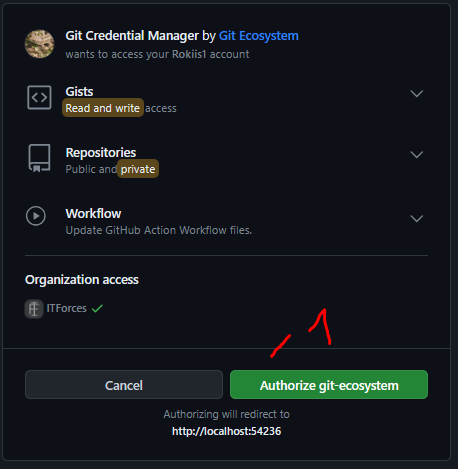 Git Credential Manager by Git Ecosystem
wants to access your Rokiis1 account
Gists
Read and write access
Repositories
Public and private
Workflow
Update GitHub Action Workflow files.
Organization access
ITForces
Cancel
Authorize git-ecosystem
Authorizing will redirect to
http://localhost:54236